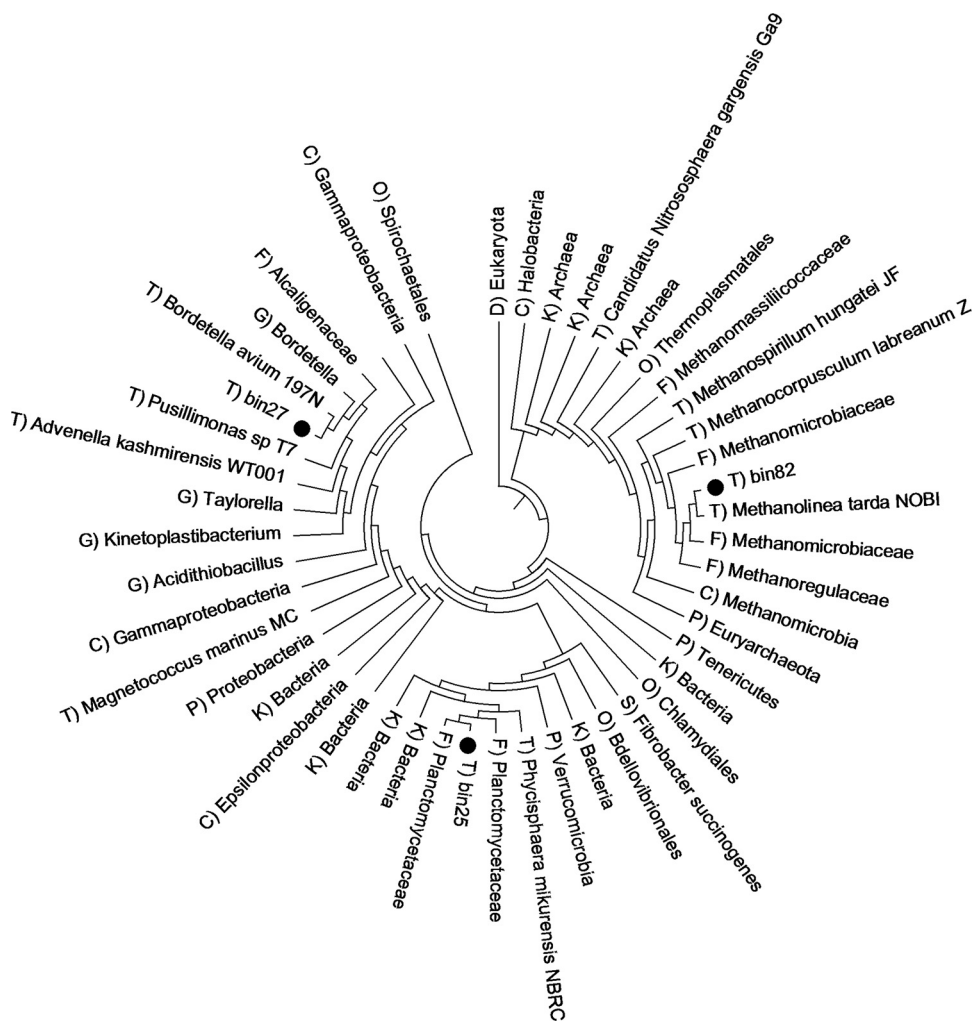 D) Eukaryota
C) Halobacteria
K) Archaea
K) Archaea
T) Candidatus Nitrososphaera gargensis Ga9
K) Archaea
O) Thermoplasmatales
F) Methanomassiliicoccaceae
T) Methanospirillum hungatei JF
T) Methanocorpusculum labreanum Z
F) Methanomicrobiaceae
T) bin82
T) Methanolinea tarda NOBI
F) Methanomicrobiaceae
F) Methanoregulaceae
C) Methanomicrobia
P) Euryarchaeota
P) Tenericutes
K) Bacteria
O) Chlamydiales
S) Fibrobacter succinogenes
O) Bdellovibrionales
K) Bacteria
P) Verrucomicrobia
T) Phycisphaera mikurensis NBRC
F) Planctomycetaceae
T) bin25
F) Planctomycetaceae
K) Bacteria
K) Bacteria
K) Bacteria
C) Epsilonproteobacteria
K) Bacteria
P) Proteobacteria
T) Magnetococcus marinus MC
C) Gammaproteobacteria
G) Acidithiobacillus
G) Kinetoplastibacterium
G) Taylorella
T) Advenella kashmirensis WT001
T) Pusillimonas sp T7
T) bin27
T) Bordetella avium 197N
G) Bordetella
F) Alcaligenaceae
C) Gammaproteobacteria
O) Spirochaetales